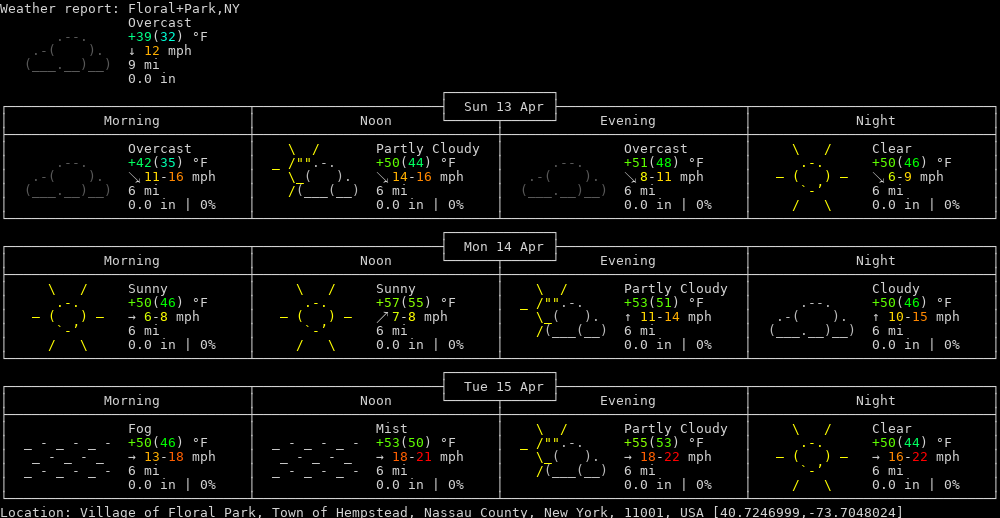 Weather report: Floral+Park,NY
Overcast
+39(32) °F
↓ 12 mph
9 mi
0.0 in
Sun 13 Apr
Morning Noon Evening Night
Overcast Partly Cloudy Overcast Clear
+42(35) °F +50(44) °F +51(48) °F +50(46) °F
↘ 11-16 mph ↘ 14-16 mph ↘ 8-11 mph ↘ 6-9 mph
6 mi 6 mi 6 mi 6 mi
0.0 in | 0% 0.0 in | 0% 0.0 in | 0% 0.0 in | 0%
Mon 14 Apr
Morning Noon Evening Night
Sunny Sunny Partly Cloudy Cloudy
+50(46) °F +57(55) °F +53(51) °F +50(46) °F
→ 6-8 mph ↗ 7-8 mph ↑ 11-14 mph ↑ 10-15 mph
6 mi 6 mi 6 mi 6 mi
0.0 in | 0% 0.0 in | 0% 0.0 in | 0% 0.0 in | 0%
Tue 15 Apr
Morning Noon Evening Night
Fog Mist Partly Cloudy Clear
+50(46) °F +53(50) °F +55(53) °F +50(44) °F
→ 13-18 mph → 18-21 mph → 18-22 mph → 16-22 mph
6 mi 6 mi 6 mi 6 mi
0.0 in | 0% 0.0 in | 0% 0.0 in | 0% 0.0 in | 0%
Location: Village of Floral Park, Town of Hempstead, Nassau County, New York, 11001, USA [40.7246999,-73.7048024]